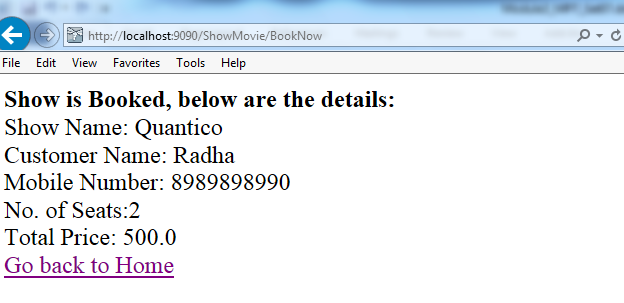 http://localhost:9090/ShowMovie/BookNow
File Edit View Favorites Tools Help
Show is Booked, below are the details:
Show Name: Quantico
Customer Name: Radha
Mobile Number: 8989898990
No. of Seats:2
Total Price: 500.0
Go back to Home